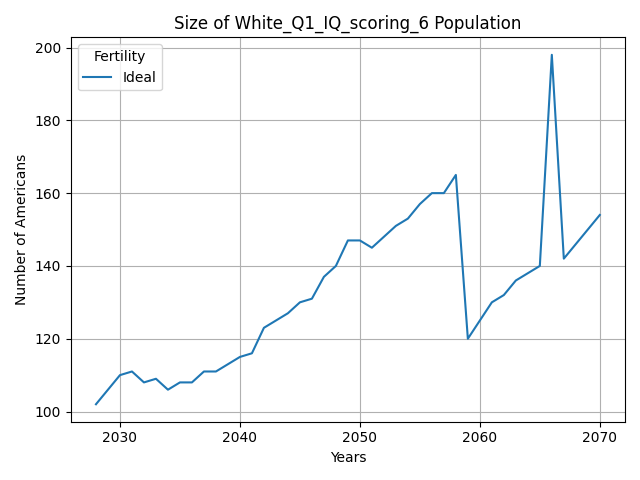 Size of White_Q1_IQ_scoring_6 Population
Fertility
Ideal
Number of Americans
200
180
160
140
120
100
2030
2040
2050
2060
2070
Years